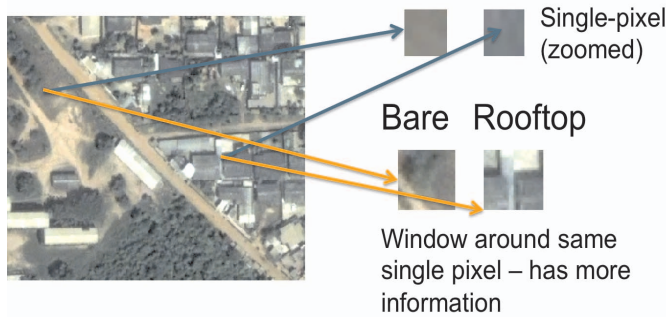 Single-pixel
(zoomed)
Bare Rooftop
Window around same
single pixel – has more
information